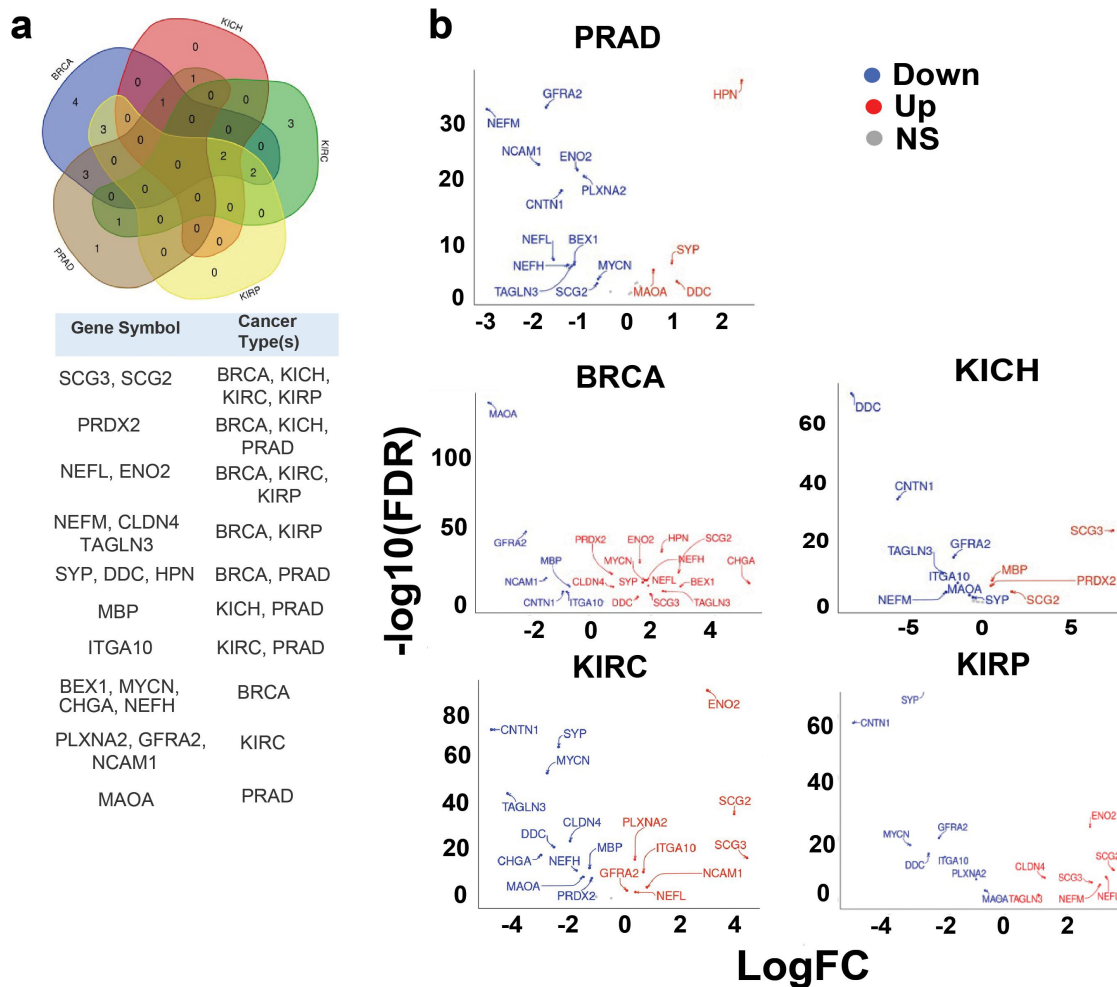 a
KICH
BRCA
KIRC
PRAD
KIRP
0
4
0
1
1
0
0
3
3
0
0
0
0
0
2
2
3
0
0
0
0
0
0
0
0
1
0
0
0
1
0
0
0
Gene Symbol
Cancer Type(s)
SCG3, SCG2
BRCA, KICH,
KIRC, KIRP
PRDX2
BRCA, KICH,
PRAD
NEFL, ENO2
BRCA, KIRC,
KIRP
NEFM, CLDN4
TAGLN3
BRCA, KIRP
SYP, DDC, HPN
BRCA, PRAD
MBP
KICH, PRAD
ITGA10
KIRC, PRAD
BEX1, MYCN,
CHGA, NEFH
BRCA
PLXNA2, GFRA2,
NCAM1
KIRC
MAOA
PRAD
b
Down
Up
NS
-log10(FDR)
LogFC
PRAD
30
20
10
0
-3 -2 -1 0 1 2
GFRA2
HPN
NEFM
NCAM1
ENO2
PLXNA2
CNTN1
NEFL
BEX1
SYP
NEFH
MYCN
TAGLN3
SCG2
MAOA
DDC
BRCA
100
50
0
-2 0 2 4
MAOA
GFRA2
PRDX2
ENO2
HPN
SCG2
MBP
MYCN
NEFH
CHGA
NCAM1
CLDN4
SYP
NEFL
BEX1
CNTN1
ITGA10
DDC
SCG3
TAGLN3
KICH
60
40
20
0
-5 0 5
DDC
CNTN1
SCG3
TAGLN3
GFRA2
ITGA10
MBP
PRDX2
MAOA
NEFM
SYP
SCG2
KIRC
80
60
40
20
0
-4 -2 0 2 4
ENO2
CNTN1
SYP
MYCN
TAGLN3
SCG2
DDC
CLDN4
PLXNA2
CHGA
NEFH
MBP
ITGA10
SCG3
MAOA
PRDX2
GFRA2
NCAM1
NEFL
KIRP
60
40
20
0
-4 -2 0 2
SYP
CNTN1
ENO2
MYCN
GFRA2
DDC
ITGA10
PLXNA2
CLDN4
SCG3
SCG2
MAOA
TAGLN3
NEFM
NEFL